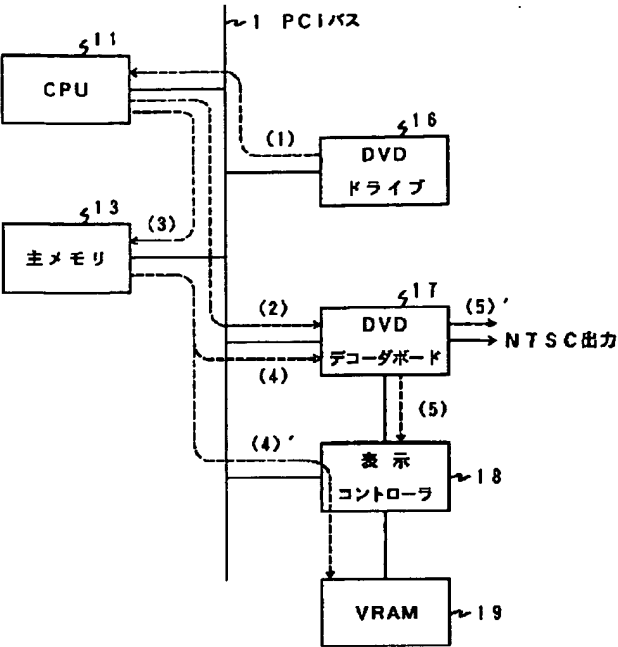 1 PCiバス
11
CPU
(1)
16
DVD
ドライブ
13
(3)
主メモリ
(2)
17
(5)′
DVD
デコーダボード
NTSC出力
(4)
(5)
(4)′
表示
コントローラ
18
VRAM
19